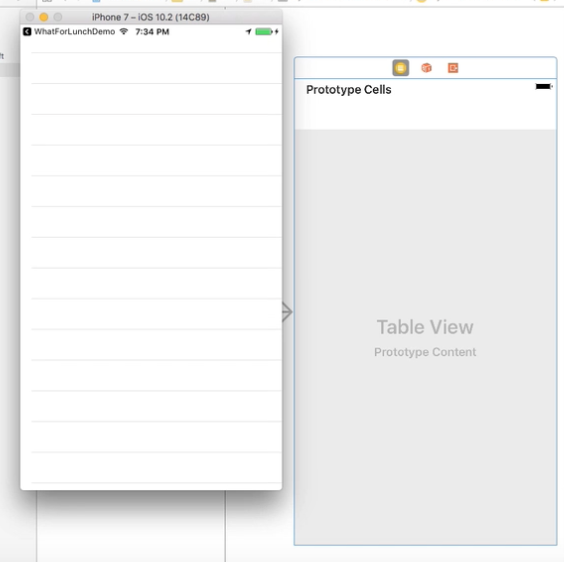 iPhone 7 – iOS 10.2 (14C89)
WhatForLunchDemo 7:34 PM
Prototype Cells
Table View
Prototype Content